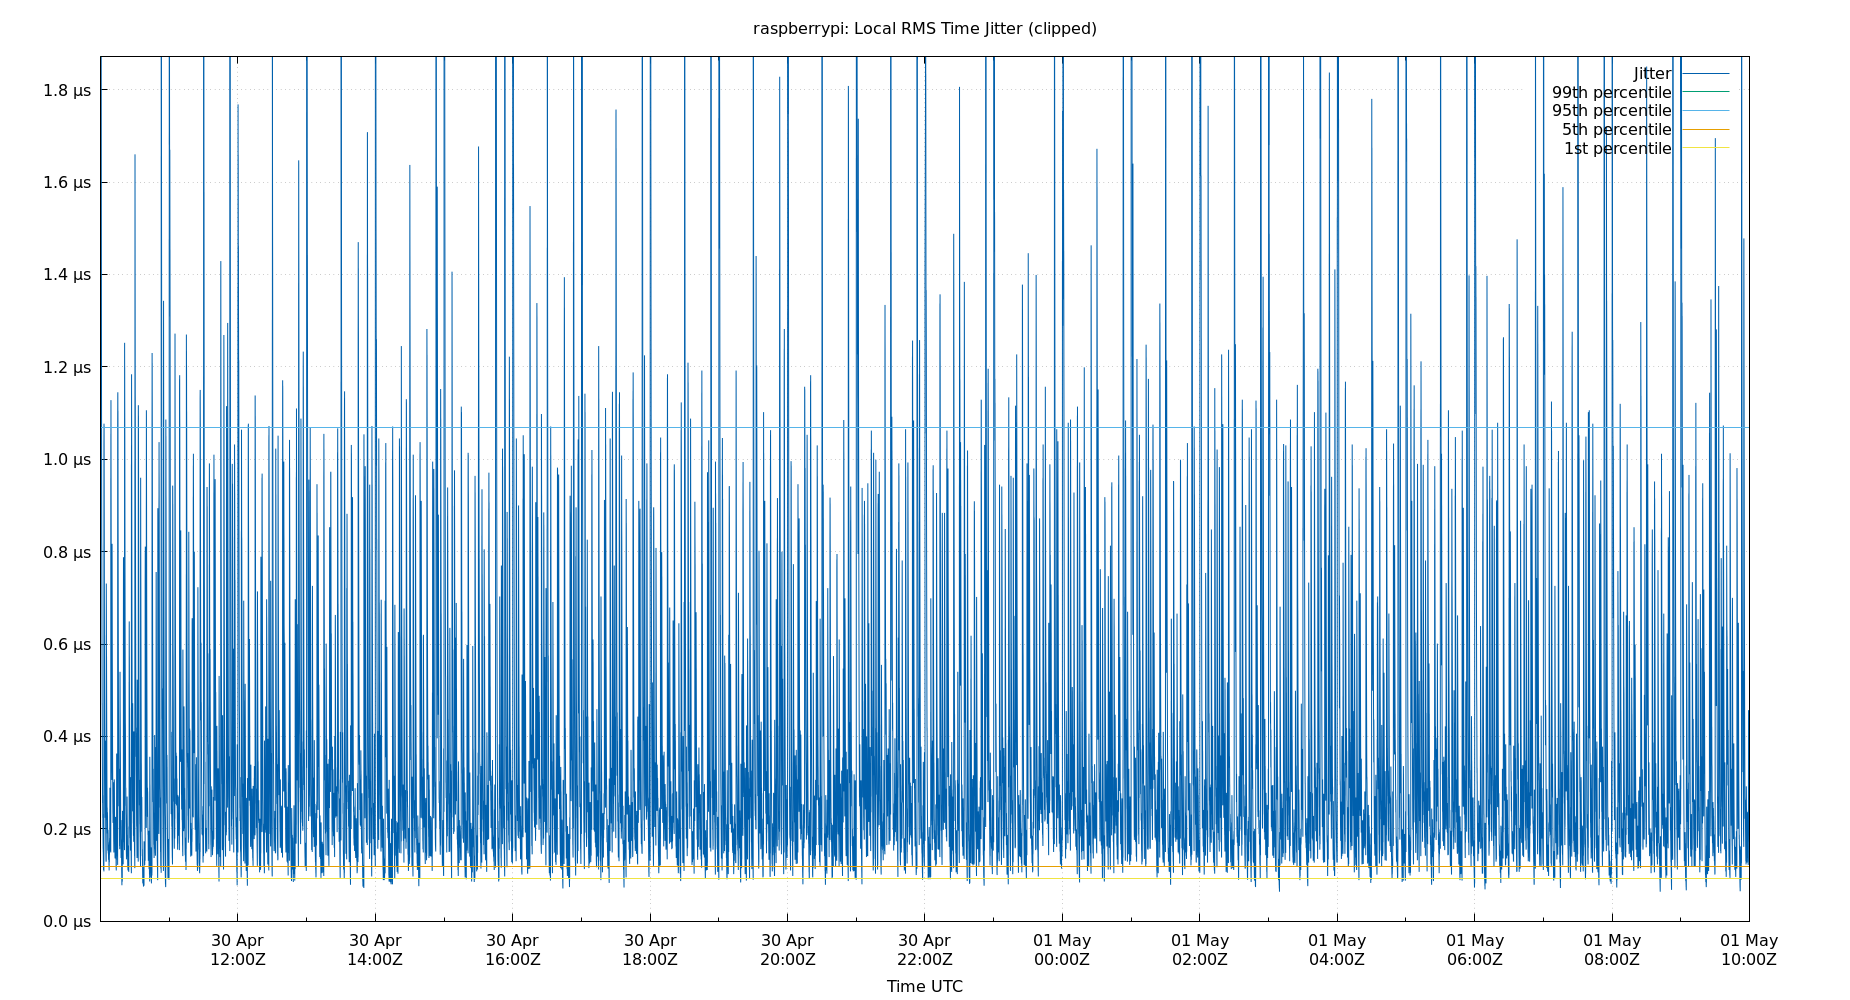 raspberrypi: Local RMS Time Jitter (clipped)
Jitter
99th percentile
95th percentile
5th percentile
1st percentile
1.8 µs
1.6 µs
1.4 µs
1.2 µs
1.0 µs
0.8 µs
0.6 µs
0.4 µs
0.2 µs
0.0 µs
30 Apr 30 Apr 30 Apr 30 Apr 30 Apr 30 Apr 01 May 01 May 01 May 01 May 01 May 01 May
12:00Z 14:00Z 16:00Z 18:00Z 20:00Z 22:00Z 00:00Z 02:00Z 04:00Z 06:00Z 08:00Z 10:00Z
Time UTC